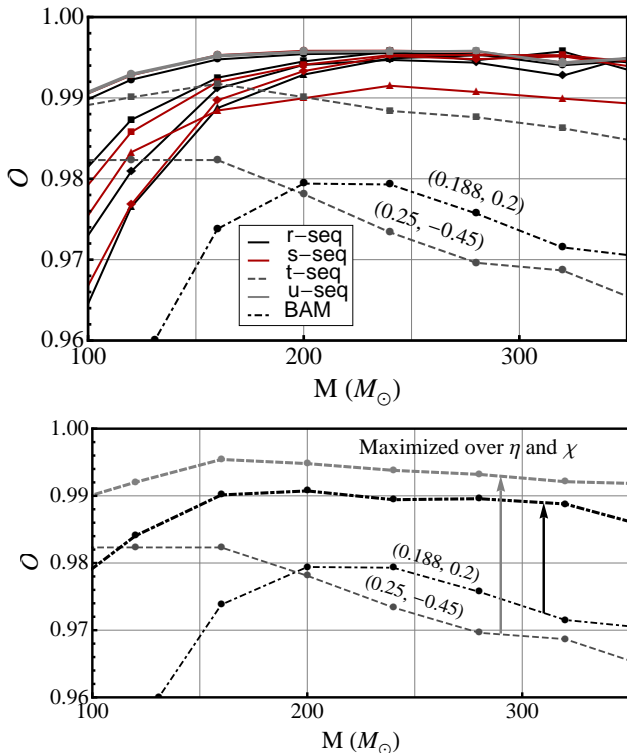 1.00
0.99
0.98
0.97
0.96
𝒪
(0.188, 0.2)
(0.25, −0.45)
r−seq
s−seq
t−seq
u−seq
BAM
100
200
300
M (M⊙)
1.00
0.99
0.98
0.97
0.96
𝒪
Maximized over η and χ
(0.188, 0.2)
(0.25, −0.45)
100
200
300
M (M⊙)